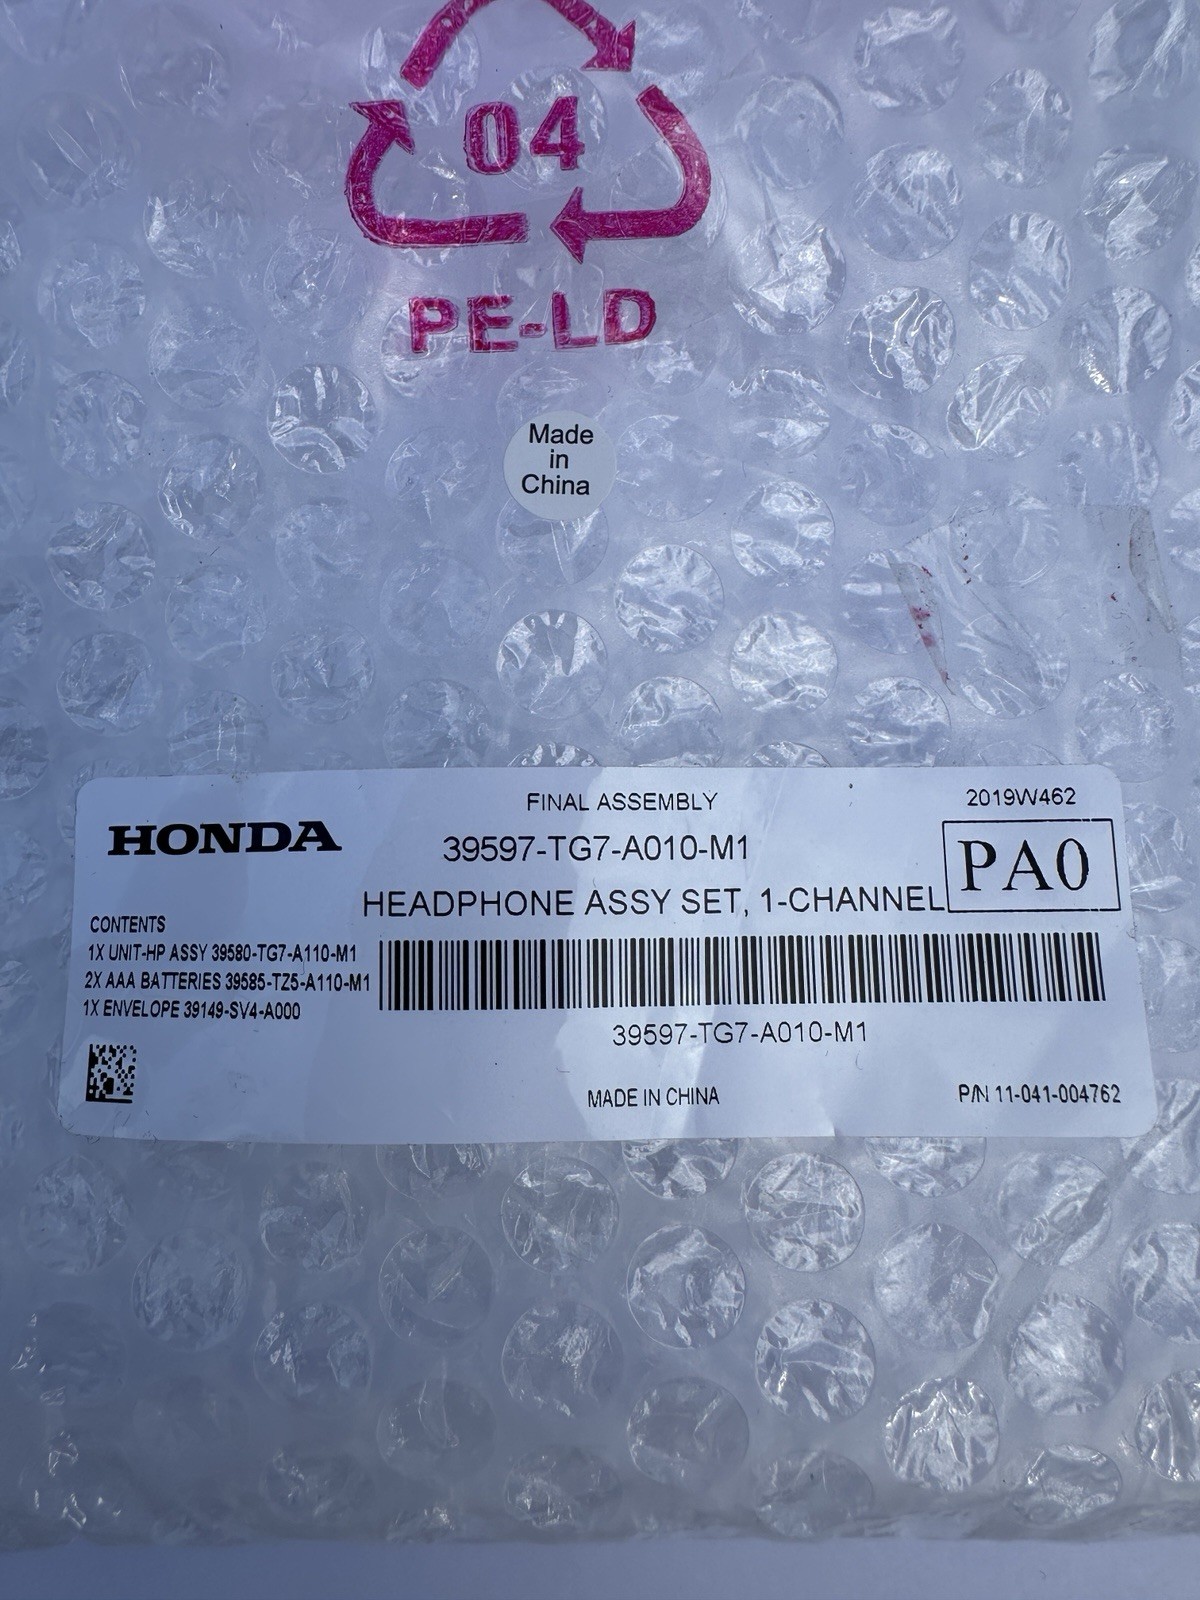 04
PE-LD
Made
in
China
FINAL ASSEMBLY
2019W462
HONDA
39597-TG7-A010-M1
PA0
HEADPHONE ASSY SET, 1-CHANNEL
CONTENTS
1X UNIT-HP ASSY 39580-TG7-A110-M1
2X AAA BATTERIES 39585-TZ5-A110-M1
1X ENVELOPE 39149-SV4-A000
39597-TG7-A010-M1
MADE IN CHINA
P/N 11-041-004762